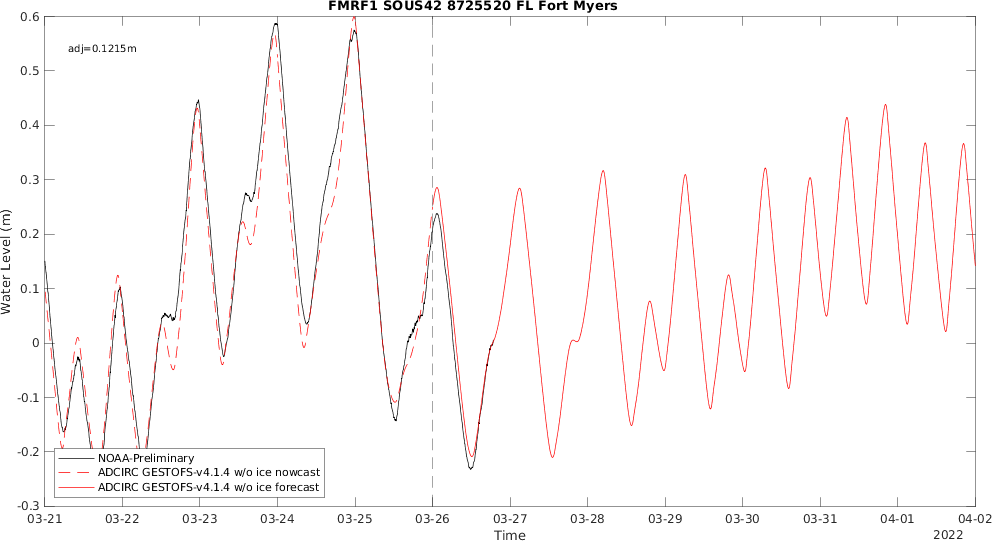 FMRF1 SOUS42 8725520 FL Fort Myers
adj=0.1215m
Water Level (m)
0.6
0.5
0.4
0.3
0.2
0.1
0
-0.1
-0.2
-0.3
NOAA-Preliminary
ADCIRC GESTOFS-v4.1.4 w/o ice nowcast
ADCIRC GESTOFS-v4.1.4 w/o ice forecast
03-21 03-22 03-23 03-24 03-25 03-26 03-27 03-28 03-29 03-30 03-31 04-01 04-02
Time
2022